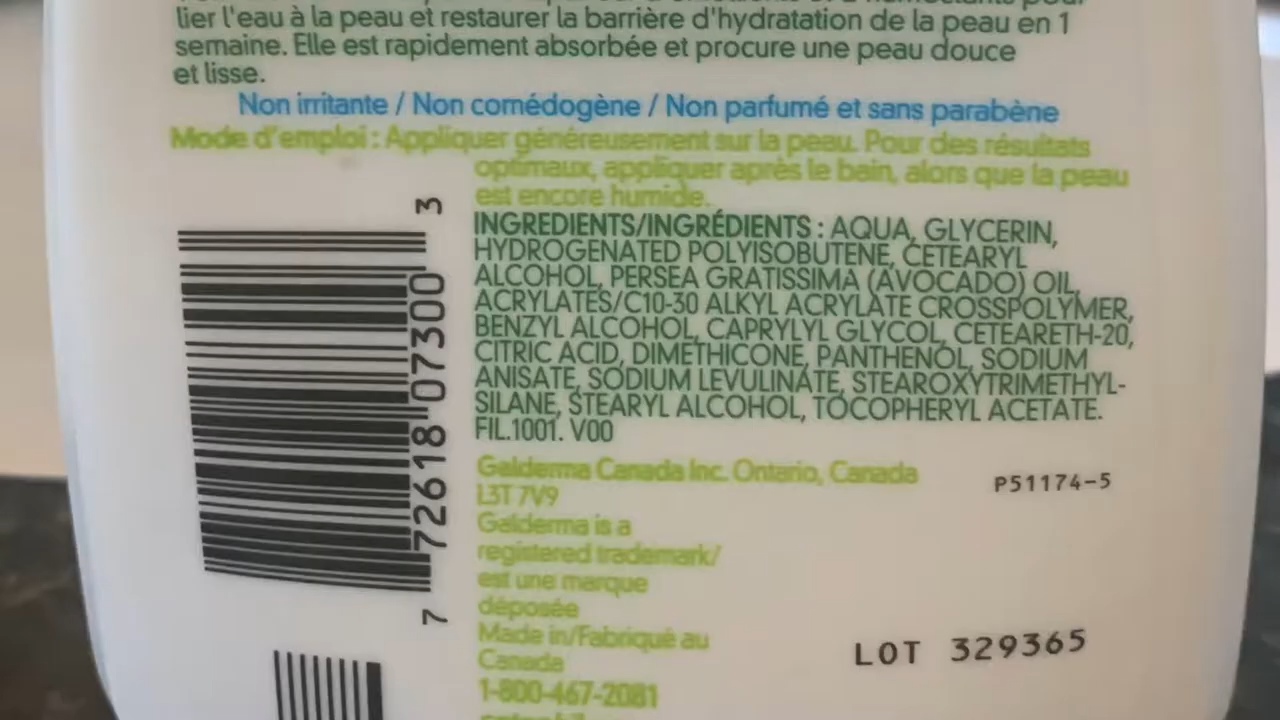 lier l'eau à la peau et restaurer la barrière d'hydratation de la peau en 1
semaine. Elle est rapidement absorbée et procure une peau douce
et lisse.
Non irritante / Non comédogène / Non parfumé et sans parabène
Mode d'emploi : Appliquer généreusement sur la peau. Pour des résultats
optimaux, appliquer après le bain, alors que la peau
est encore humide.
INGREDIENTS/INGRÉDIENTS : AQUA, GLYCERIN,
HYDROGENATED POLYISOBUTENE, CETEARYL
ALCOHOL, PERSEA GRATISSIMA (AVOCADO) OIL,
ACRYLATES/C10-30 ALKYL ACRYLATE CROSSPOLYMER,
BENZYL ALCOHOL, CAPRYLYL GLYCOL, CETEARETH-20,
CITRIC ACID, DIMETHICONE, PANTHENOL, SODIUM
ANISATE, SODIUM LEVULINATE, STEAROXYTRIMETHYL-
SILANE, STEARYL ALCOHOL, TOCOPHERYL ACETATE.
FIL.1001. V00
Galderma Canada Inc. Ontario, Canada
L3T 7V9
Galderma is a
registered trademark/
est une marque
déposée
Made in/Fabriqué au
Canada
1-800-467-2081
P51174-5
LOT 329365
7 72618 07300 3